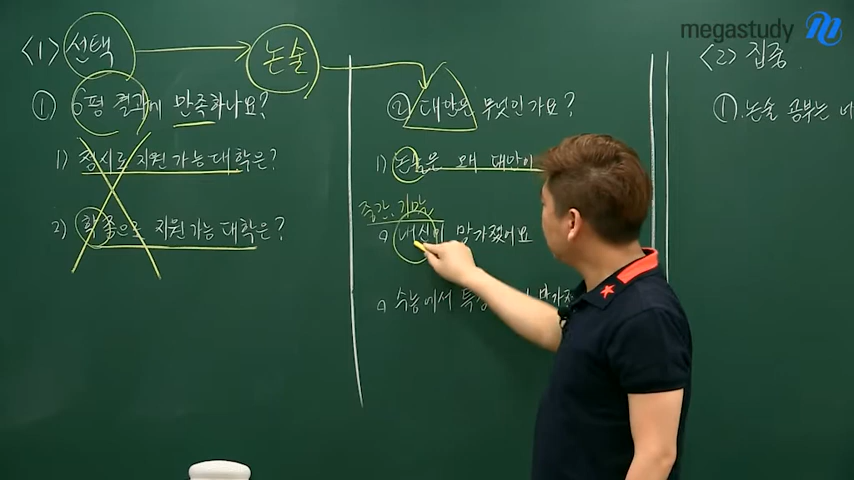 megastudy
<1> 선택 논술
① 6평 결과에 만족하나요?
1) 정시로 지원 가능 대학은?
2) 학종으로 지원 가능 대학은?
② 대안은 무엇인가요?
1) 논술은 왜 대안이
중간, 기말
a 내신이 망가졌어요
a 수능에서 특정 망가졌
<2> 집중
① 논술 공부는